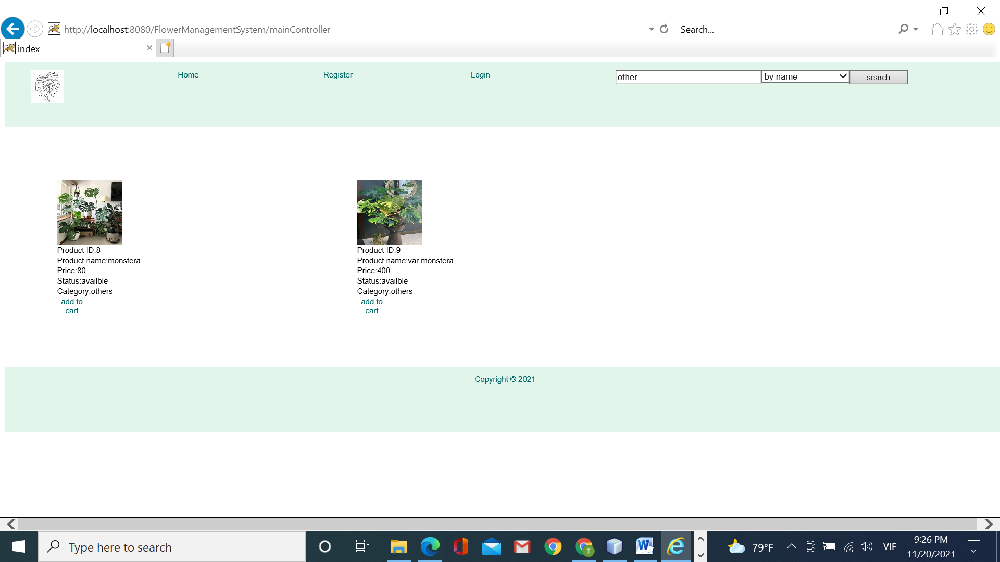 http://localhost:8080/FlowerManagementSystem/mainController
Search...
index
Home
Register
Login
other
by name
search
Product ID:8
Product name:monstera
Price:80
Status:availble
Category:others
add to
cart
Product ID:9
Product name:var monstera
Price:400
Status:availble
Category:others
add to
cart
Copyright © 2021
Type here to search
T
W
79°F
VIE
9:26 PM
11/20/2021